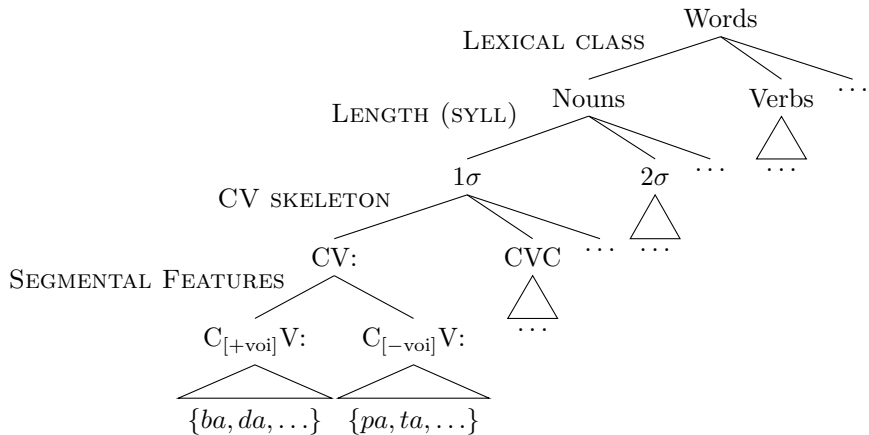 Words
LEXICAL CLASS
Nouns Verbs ...
LENGTH (SYLL)
1σ 2σ ... ...
CV SKELETON
CV: CVC ... ...
SEGMENTAL FEATURES
C[+voi]V: C[−voi]V: ...
{ba, da, ...} {pa, ta, ...}